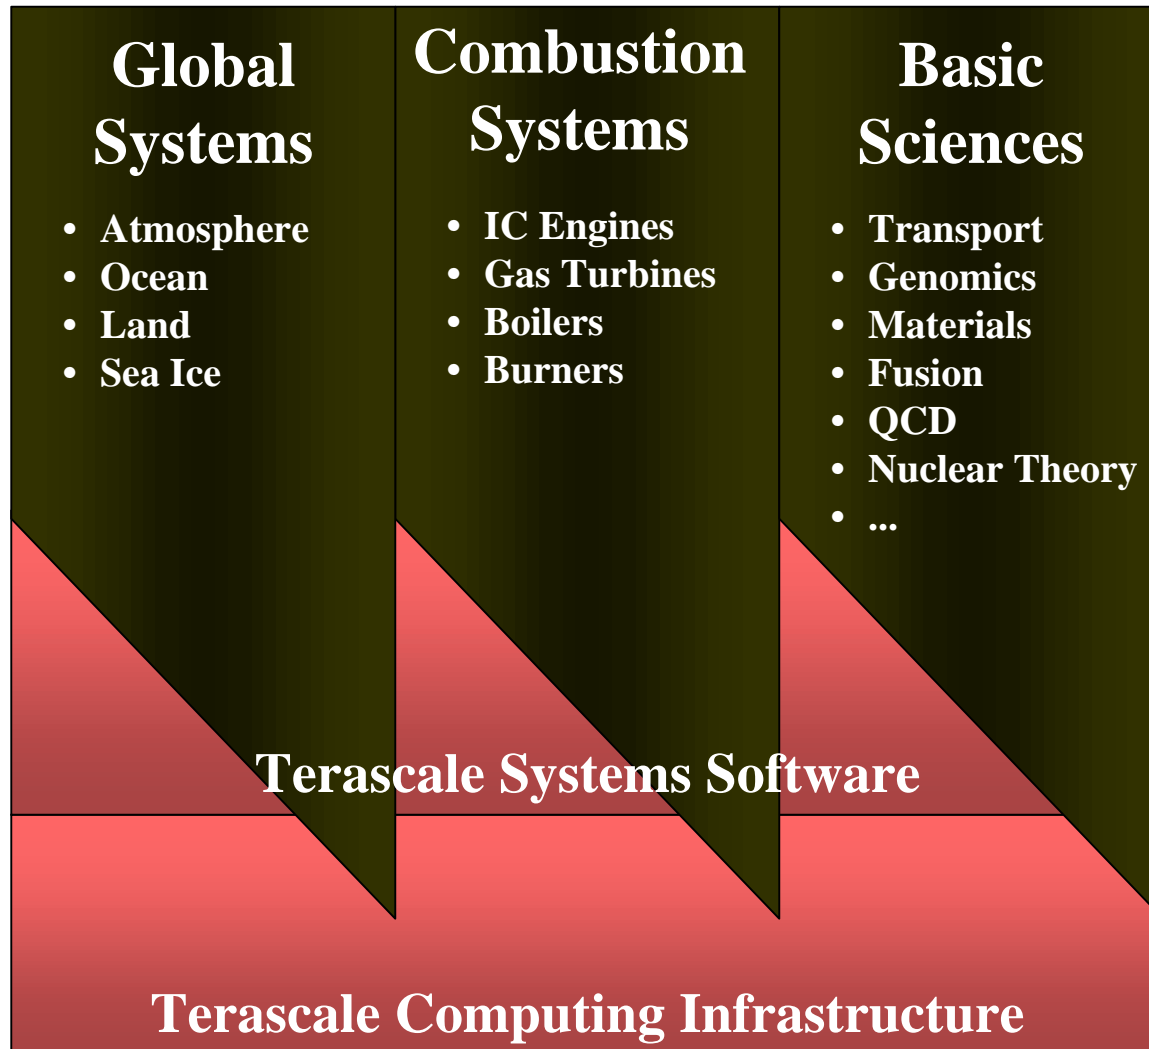 Global
Systems
• Atmosphere
• Ocean
• Land
• Sea Ice
Combustion
Systems
• IC Engines
• Gas Turbines
• Boilers
• Burners
Basic
Sciences
• Transport
• Genomics
• Materials
• Fusion
• QCD
• Nuclear Theory
• ...
Terascale Systems Software
Terascale Computing Infrastructure